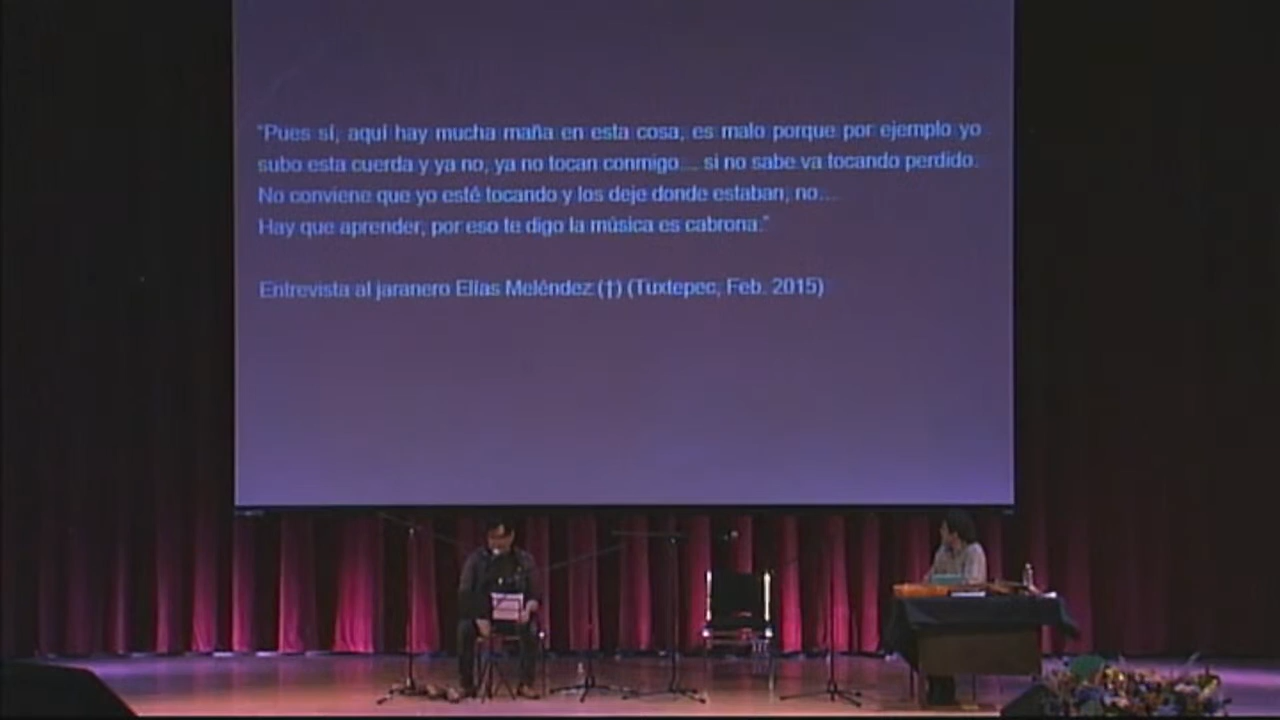 "Pues sí, aquí hay mucha maña en esta cosa, es malo porque por ejemplo yo
subo esta cuerda y ya no, ya no tocan conmigo... si no sabe va tocando perdido.
No conviene que yo esté tocando y los deje donde estaban, no...
Hay que aprender, por eso te digo la música es cabrona."
Entrevista al jaranero Elías Meléndez (†) (Tuxtepec, Feb. 2015)